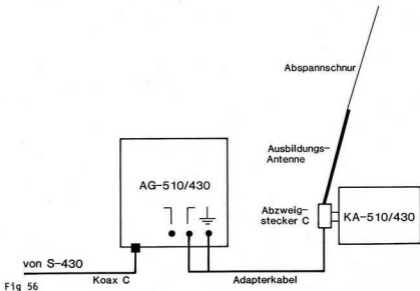 Abspannschnur
Ausbildungs-
Antenne
AG-510/430
Abzweig-
stecker C
KA-510/430
von S-430
Koax C
Adapterkabel
Fig 56